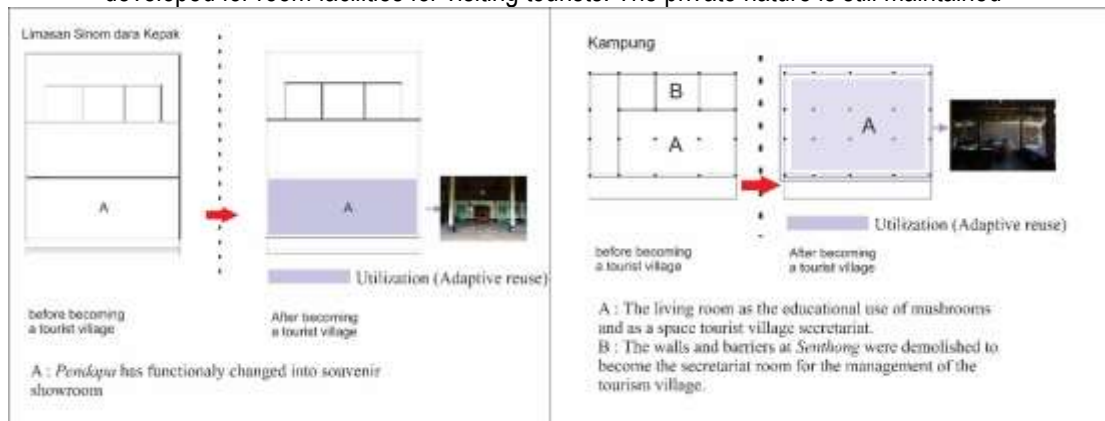 developed for room facilities for visiting tourists. The private nature is still maintained
Limasan Sinom dara Kepak
A
A
Utilization (Adaptive reuse)
before becoming
a tourist village
After becoming
a tourist village
A : Pendapa has functionaly changed into souvenir
showroom
Kampung
B
A
A
Utilization (Adaptive reuse)
before becoming
a tourist village
After becoming
a tourist village
A : The living room as the educational use of mushrooms
and as a space tourist village secretariat.
B : The walls and barriers at Senthong were demolished to
become the secretariat room for the management of the
tourism village.